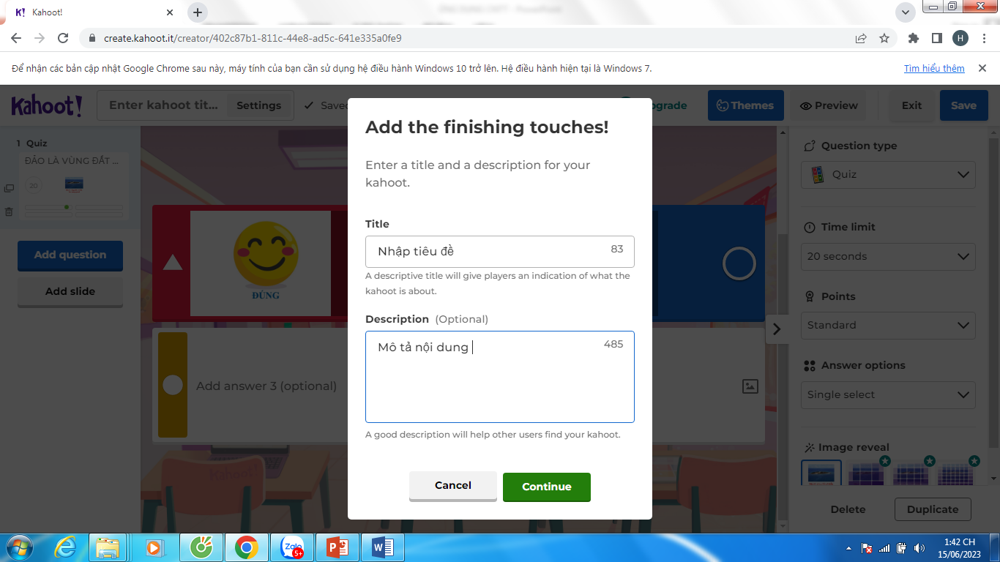 Kahoot!
create.kahoot.it/creator/402c87b1-811c-44e8-ad5c-641e335a0fe9
H
Để nhận các bản cập nhật Google Chrome sau này, máy tính của bạn cần sử dụng hệ điều hành Windows 10 trở lên. Hệ điều hành hiện tại là Windows 7.
Tìm hiểu thêm
Kahoot!
Enter kahoot tit...
Settings
Saved
Themes
Preview
Exit
Save
1 Quiz
ĐẢO LÀ VÙNG ĐẤT ...
20
Add question
Add slide
ĐÚNG
Add answer 3 (optional)
Add the finishing touches!
Enter a title and a description for your
kahoot.
Title
Nhập tiêu đề
83
A descriptive title will give players an indication of what the
kahoot is about.
Description (Optional)
Mô tả nội dung
485
A good description will help other users find your kahoot.
Cancel
Continue
Question type
Quiz
Time limit
20 seconds
Points
Standard
Answer options
Single select
Image reveal
Delete
Duplicate
Zalo
5+
1:42 CH
15/06/2023